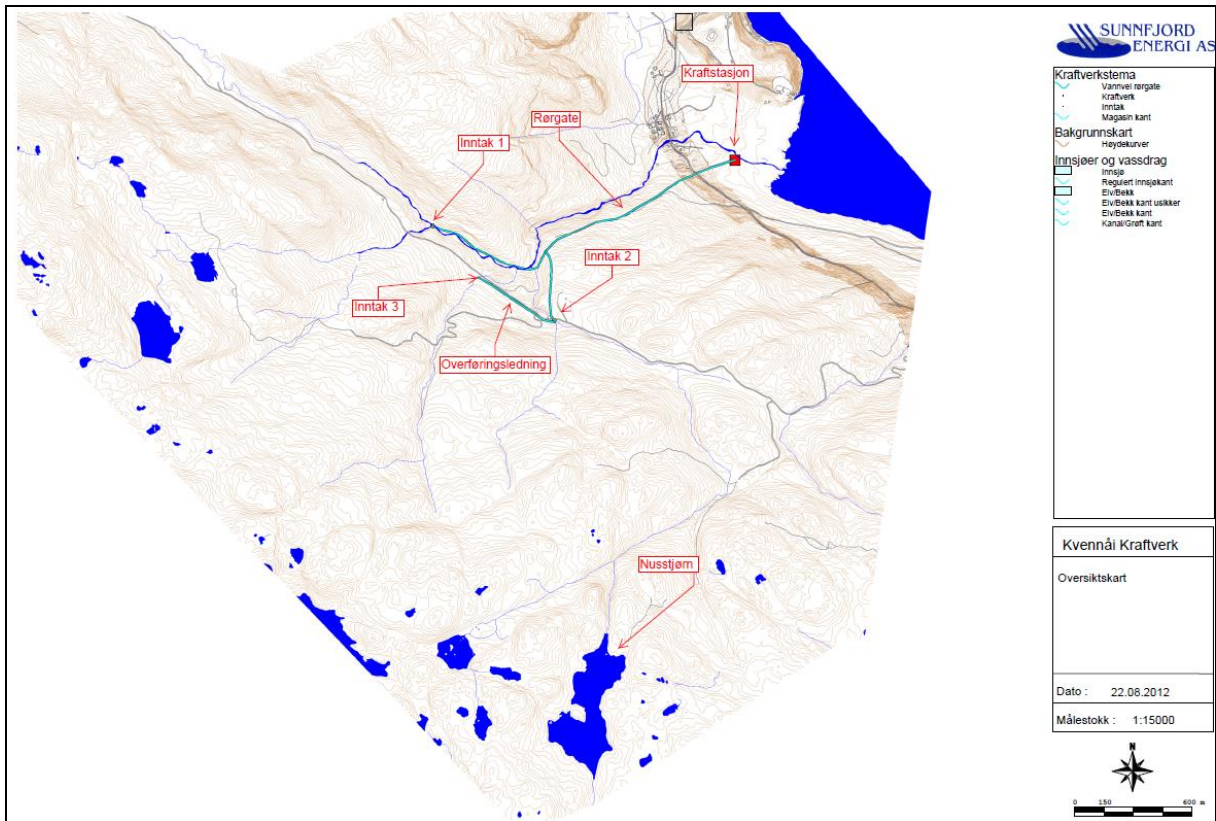 Kraftstasjon
Rørgate
Inntak 1
Inntak 2
Inntak 3
Overføringsledning
Nusstjørn
SUNNFJORD
ENERGI AS
Kraftverkstema
Vannvei rørgate
Kraftverk
Inntak
Magasin kant
Bakgrunnskart
Høydekurver
Innsjøer og vassdrag
Innsjø
Regulert innsjøkant
Elv/Bekk
Elv/Bekk kant usikker
Elv/Bekk kant
Kanal/Grøft kant
Kvennåi Kraftverk
Oversiktskart
Dato : 22.08.2012
Målestokk : 1:15000
N
0 150 600 m